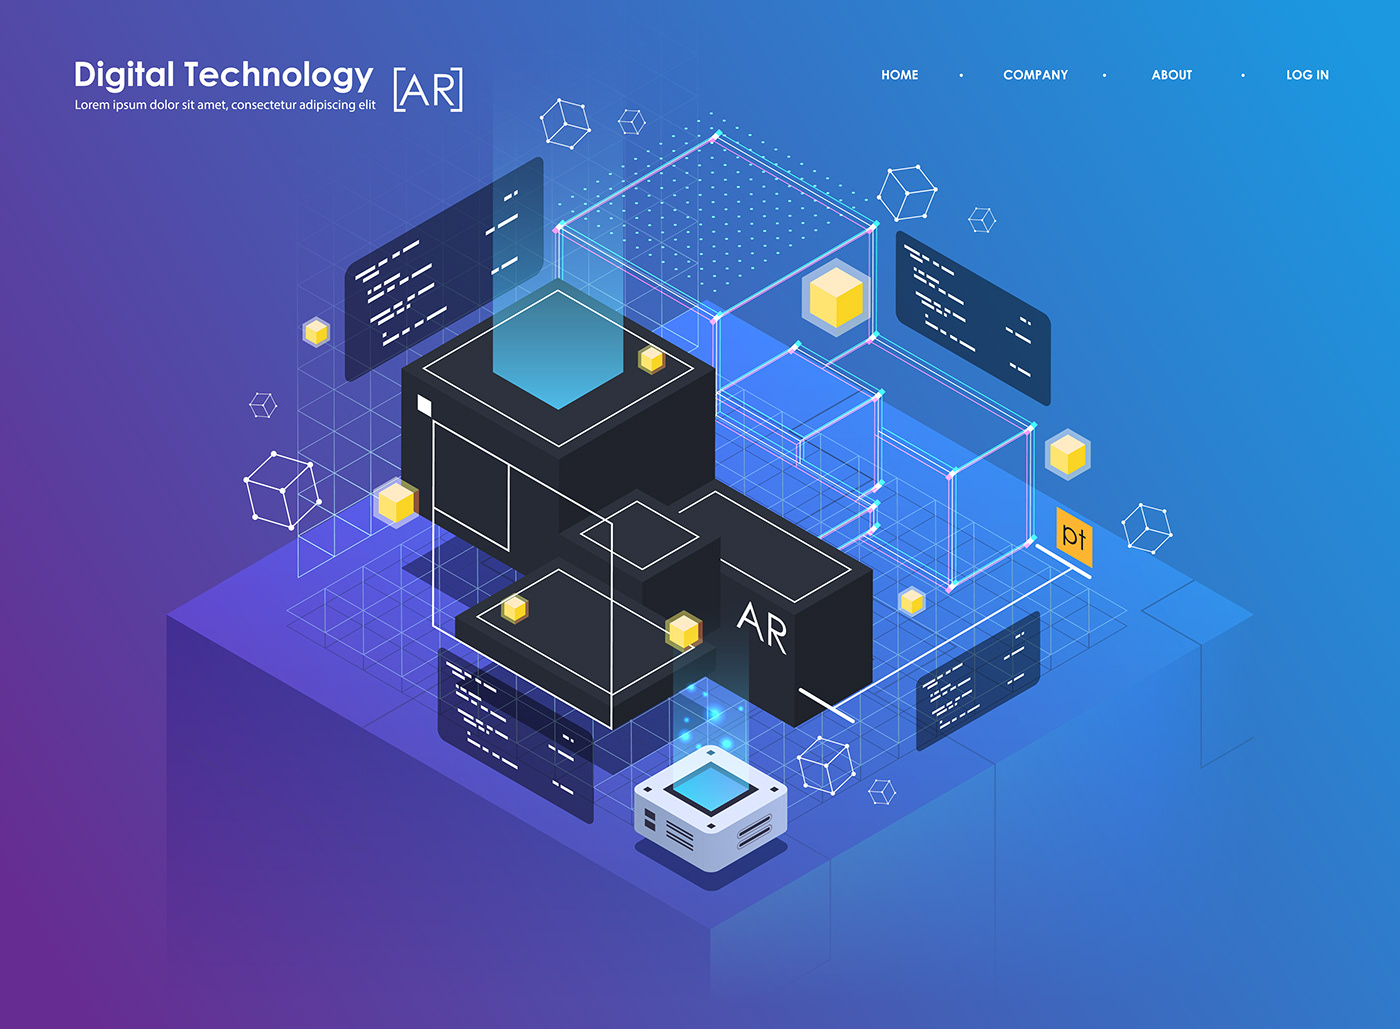 Digital Technology [AR]
Lorem ipsum dolor sit amet, consectetur adipiscing elit
HOME • COMPANY • ABOUT • LOG IN
pt
AR